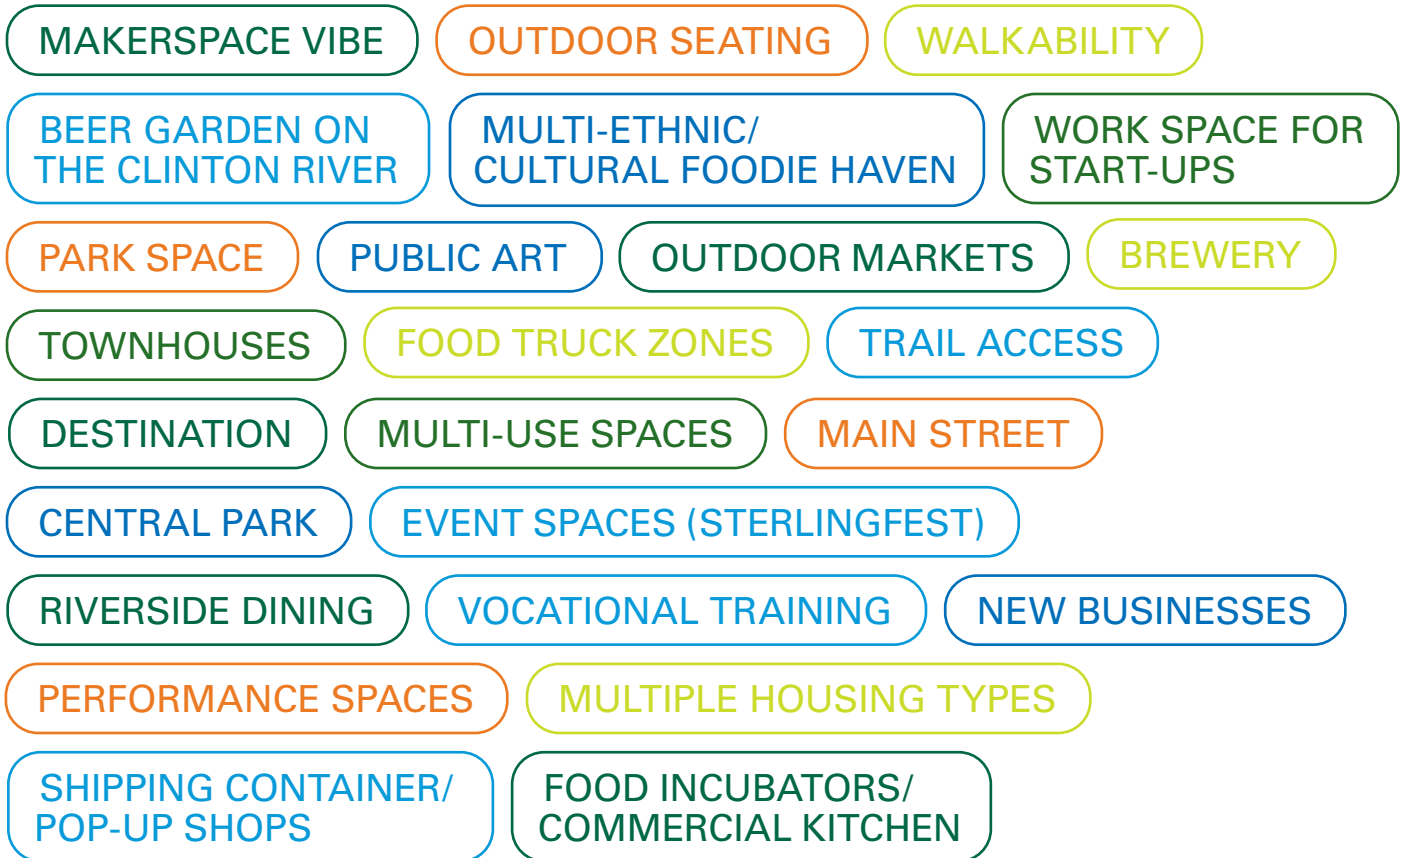 MAKERSPACE VIBE
OUTDOOR SEATING
WALKABILITY
BEER GARDEN ON
THE CLINTON RIVER
MULTI-ETHNIC/
CULTURAL FOODIE HAVEN
WORK SPACE FOR
START-UPS
PARK SPACE
PUBLIC ART
OUTDOOR MARKETS
BREWERY
TOWNHOUSES
FOOD TRUCK ZONES
TRAIL ACCESS
DESTINATION
MULTI-USE SPACES
MAIN STREET
CENTRAL PARK
EVENT SPACES (STERLINGFEST)
RIVERSIDE DINING
VOCATIONAL TRAINING
NEW BUSINESSES
PERFORMANCE SPACES
MULTIPLE HOUSING TYPES
SHIPPING CONTAINER/
POP-UP SHOPS
FOOD INCUBATORS/
COMMERCIAL KITCHEN